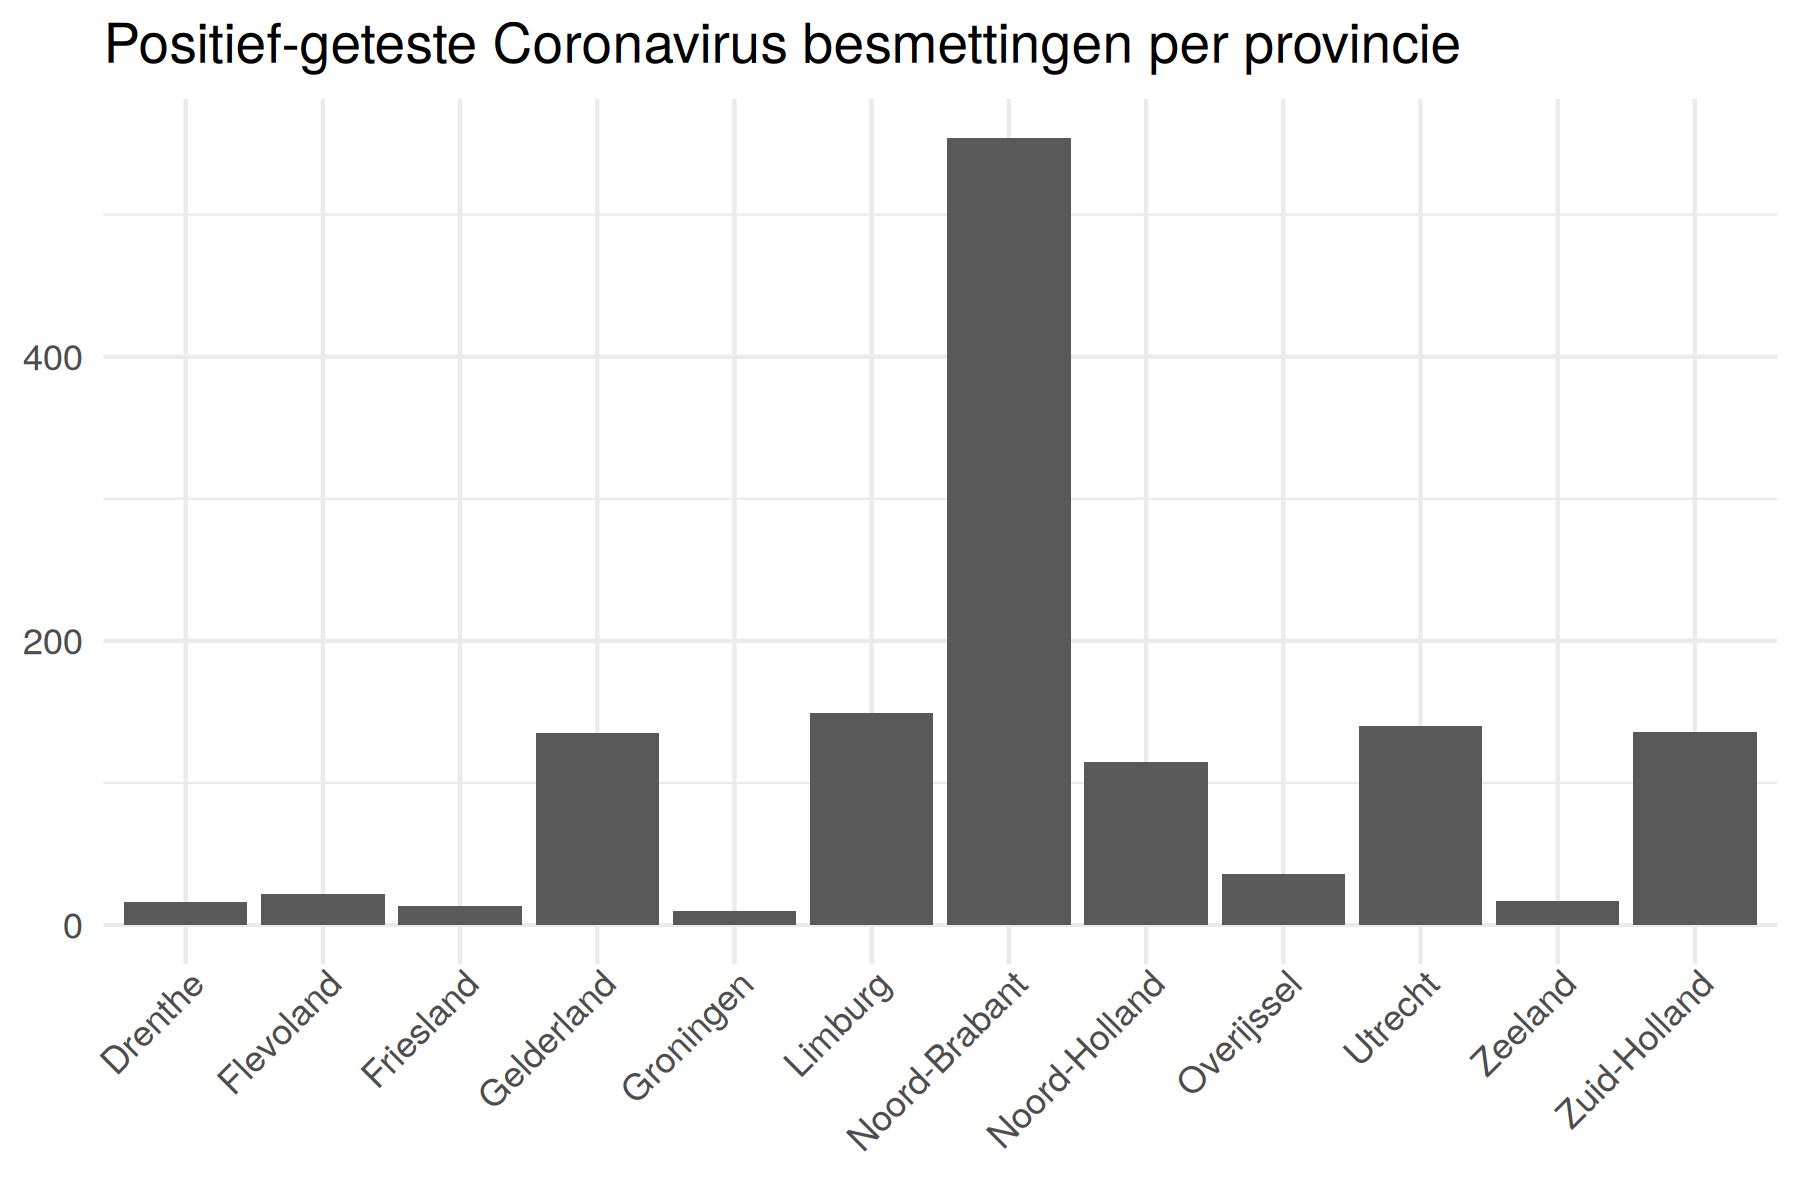 Positief-geteste Coronavirus besmettingen per provincie
400
200
0
Drenthe
Flevoland
Friesland
Gelderland
Groningen
Limburg
Noord-Brabant
Noord-Holland
Overijssel
Utrecht
Zeeland
Zuid-Holland